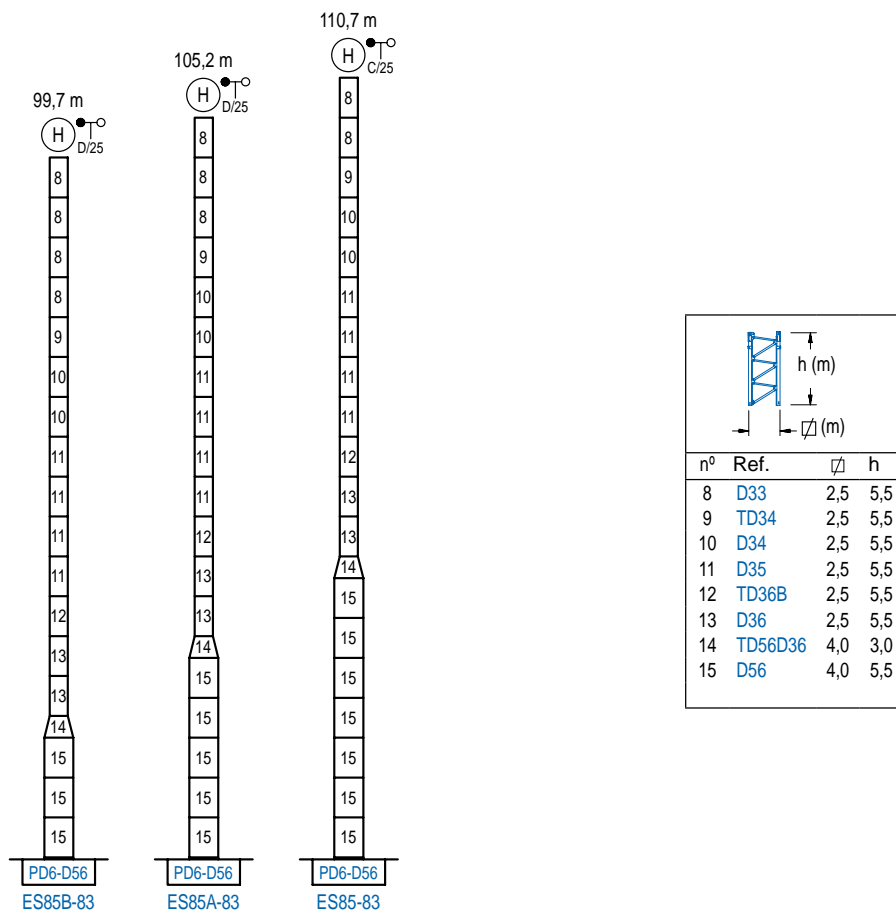 99,7 m
H
D/25
8
8
8
8
9
10
10
11
11
11
11
12
13
13
14
15
15
15
PD6-D56
ES85B-83
105,2 m
H
D/25
8
8
8
9
10
10
11
11
11
11
12
13
13
14
15
15
15
15
15
PD6-D56
ES85A-83
110,7 m
H
C/25
8
8
9
10
10
11
11
11
11
12
13
13
14
15
15
15
15
15
15
15
PD6-D56
ES85-83
h (m)
(m)
nº Ref. h
8 D33 2,5 5,5
9 TD34 2,5 5,5
10 D34 2,5 5,5
11 D35 2,5 5,5
12 TD36B 2,5 5,5
13 D36 2,5 5,5
14 TD56D36 4,0 3,0
15 D56 4,0 5,5